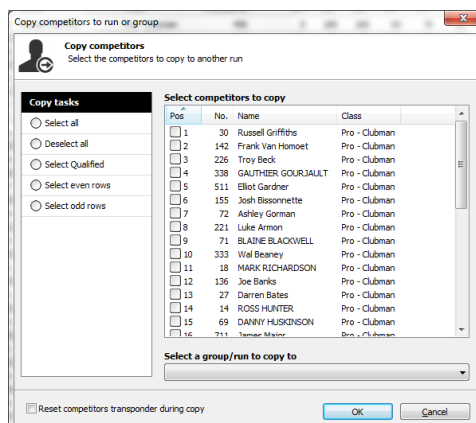 Copy competitors to run or group
Copy competitors
Select the competitors to copy to another run
Copy tasks
Select all
Deselect all
Select Qualified
Select even rows
Select odd rows
Select competitors to copy
Pos No. Name Class
1 30 Russell Griffiths Pro - Clubman
2 142 Frank Van Homoet Pro - Clubman
3 226 Troy Beck Pro - Clubman
4 338 GAUTHIER GOURJAULT Pro - Clubman
5 511 Elliot Gardner Pro - Clubman
6 155 Josh Bissonnette Pro - Clubman
7 72 Ashley Gorman Pro - Clubman
8 221 Luke Armon Pro - Clubman
9 71 BLAINE BLACKWELL Pro - Clubman
10 333 Wal Beaney Pro - Clubman
11 18 MARK RICHARDSON Pro - Clubman
12 136 Joe Banks Pro - Clubman
13 27 Darren Bates Pro - Clubman
14 14 ROSS HUNTER Pro - Clubman
15 69 DANNY HUSKINSON Pro - Clubman
16 711 James Major Pro - Clubman
Select a group/run to copy to
Reset competitors transponder during copy
OK Cancel